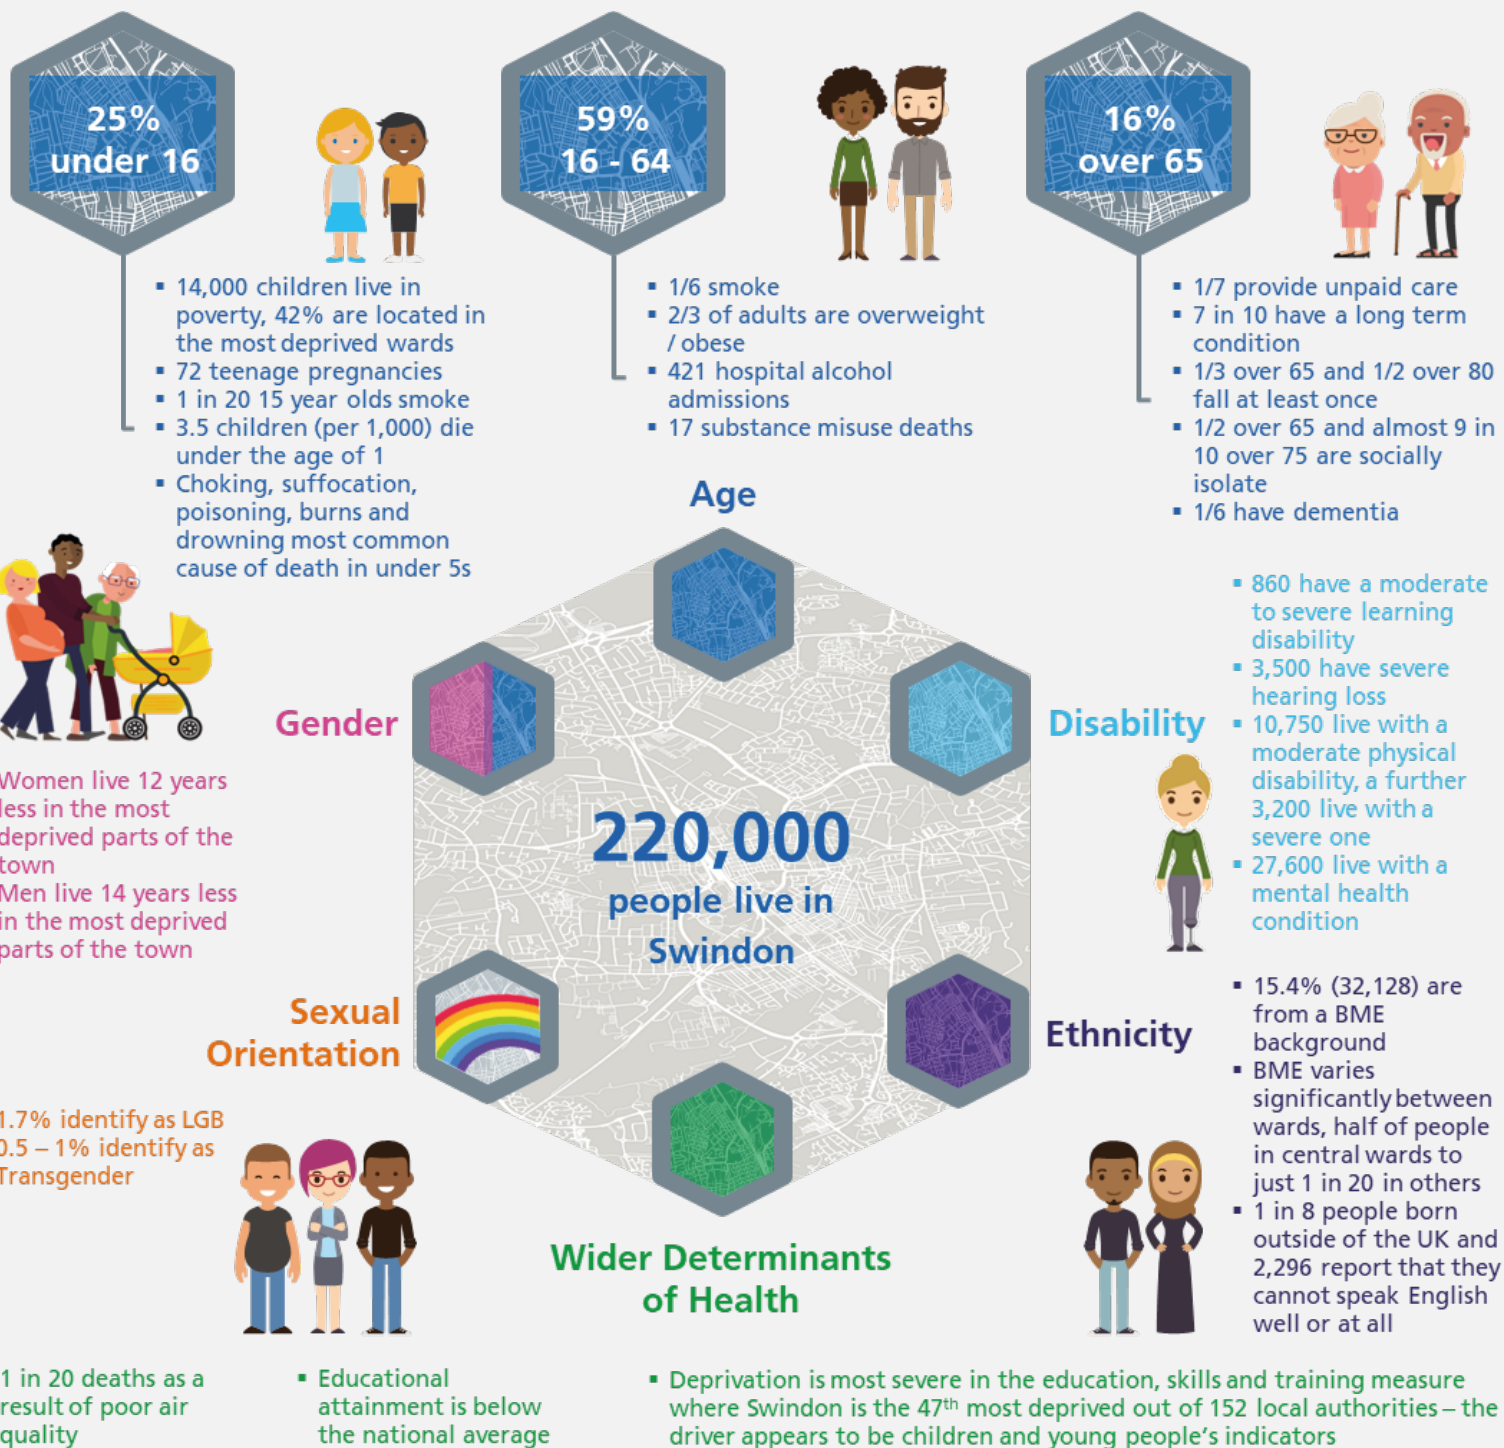 25%
under 16
59%
16 - 64
16%
over 65
▪ 14,000 children live in
poverty, 42% are located in
the most deprived wards
▪ 72 teenage pregnancies
▪ 1 in 20 15 year olds smoke
▪ 3.5 children (per 1,000) die
under the age of 1
▪ Choking, suffocation,
poisoning, burns and
drowning most common
cause of death in under 5s
▪ 1/6 smoke
▪ 2/3 of adults are overweight
/ obese
▪ 421 hospital alcohol
admissions
▪ 17 substance misuse deaths
▪ 1/7 provide unpaid care
▪ 7 in 10 have a long term
condition
▪ 1/3 over 65 and 1/2 over 80
fall at least once
▪ 1/2 over 65 and almost 9 in
10 over 75 are socially
isolate
▪ 1/6 have dementia
Age
Gender
Women live 12 years
less in the most
deprived parts of the
town
Men live 14 years less
in the most deprived
parts of the town
Disability
▪ 860 have a moderate
to severe learning
disability
▪ 3,500 have severe
hearing loss
▪ 10,750 live with a
moderate physical
disability, a further
3,200 live with a
severe one
▪ 27,600 live with a
mental health
condition
220,000
people live in
Swindon
Sexual
Orientation
1.7% identify as LGB
0.5 – 1% identify as
Transgender
Ethnicity
▪ 15.4% (32,128) are
from a BME
background
▪ BME varies
significantly between
wards, half of people
in central wards to
just 1 in 20 in others
▪ 1 in 8 people born
outside of the UK and
2,296 report that they
cannot speak English
well or at all
Wider Determinants
of Health
1 in 20 deaths as a
result of poor air
quality
▪ Educational
attainment is below
the national average
▪ Deprivation is most severe in the education, skills and training measure
where Swindon is the 47th most deprived out of 152 local authorities – the
driver appears to be children and young people's indicators